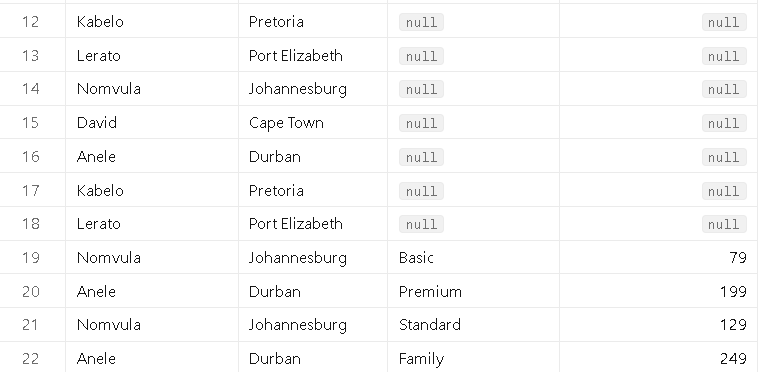 12 Kabelo Pretoria null null
13 Lerato Port Elizabeth null null
14 Nomvula Johannesburg null null
15 David Cape Town null null
16 Anele Durban null null
17 Kabelo Pretoria null null
18 Lerato Port Elizabeth null null
19 Nomvula Johannesburg Basic 79
20 Anele Durban Premium 199
21 Nomvula Johannesburg Standard 129
22 Anele Durban Family 249